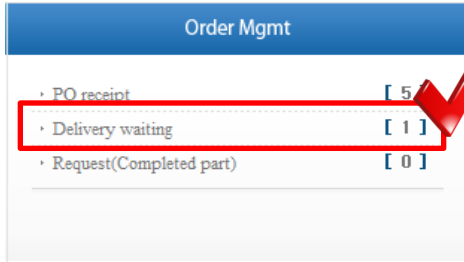 Order Mgmt
PO receipt [ 5 ]
Delivery waiting [ 1 ]
Request(Completed part) [ 0 ]